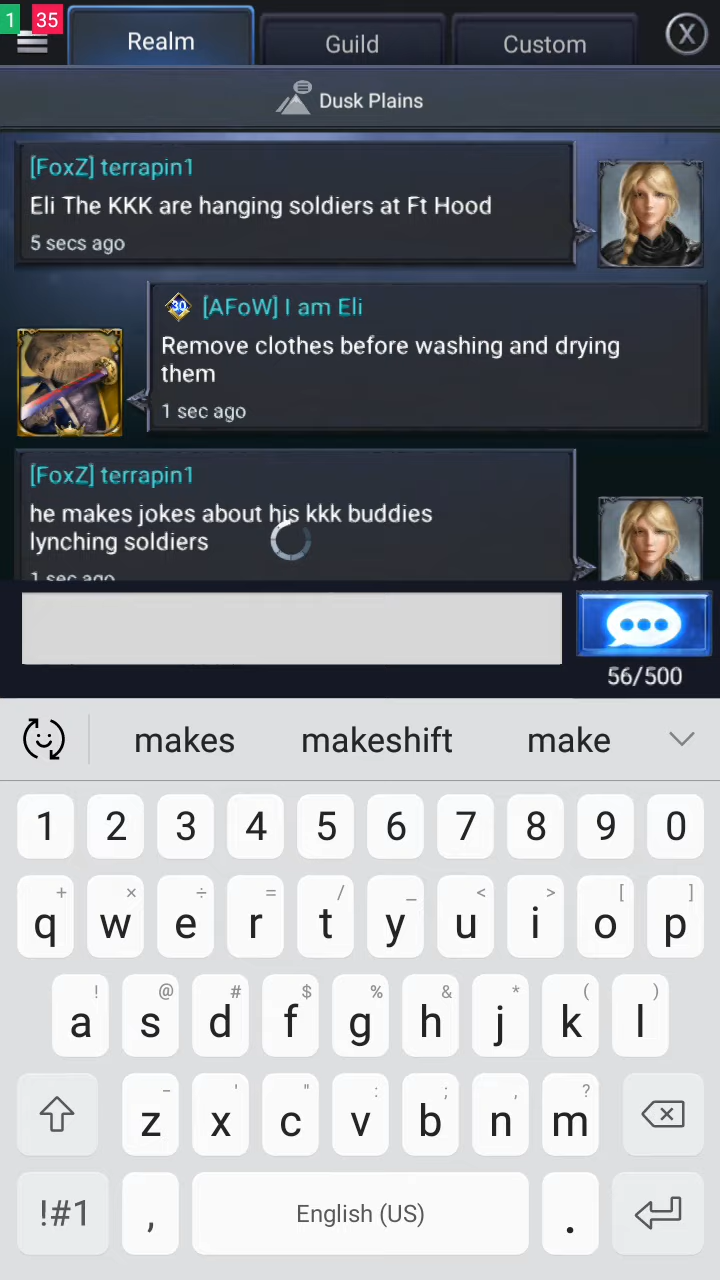 1 35
Realm Guild Custom X
Dusk Plains
[FoxZ] terrapin1
Eli The KKK are hanging soldiers at Ft Hood
5 secs ago
30 [AFoW] I am Eli
Remove clothes before washing and drying
them
1 sec ago
[FoxZ] terrapin1
he makes jokes about his kkk buddies
lynching soldiers
1 sec ago
56/500
makes makeshift make
1 2 3 4 5 6 7 8 9 0
+ × ÷ = / _ < > [ ]
q w e r t y u i o p
! @ # $ % & * ( )
a s d f g h j k l
- ' " : ; , ?
z x c v b n m
!#1 , English (US) .